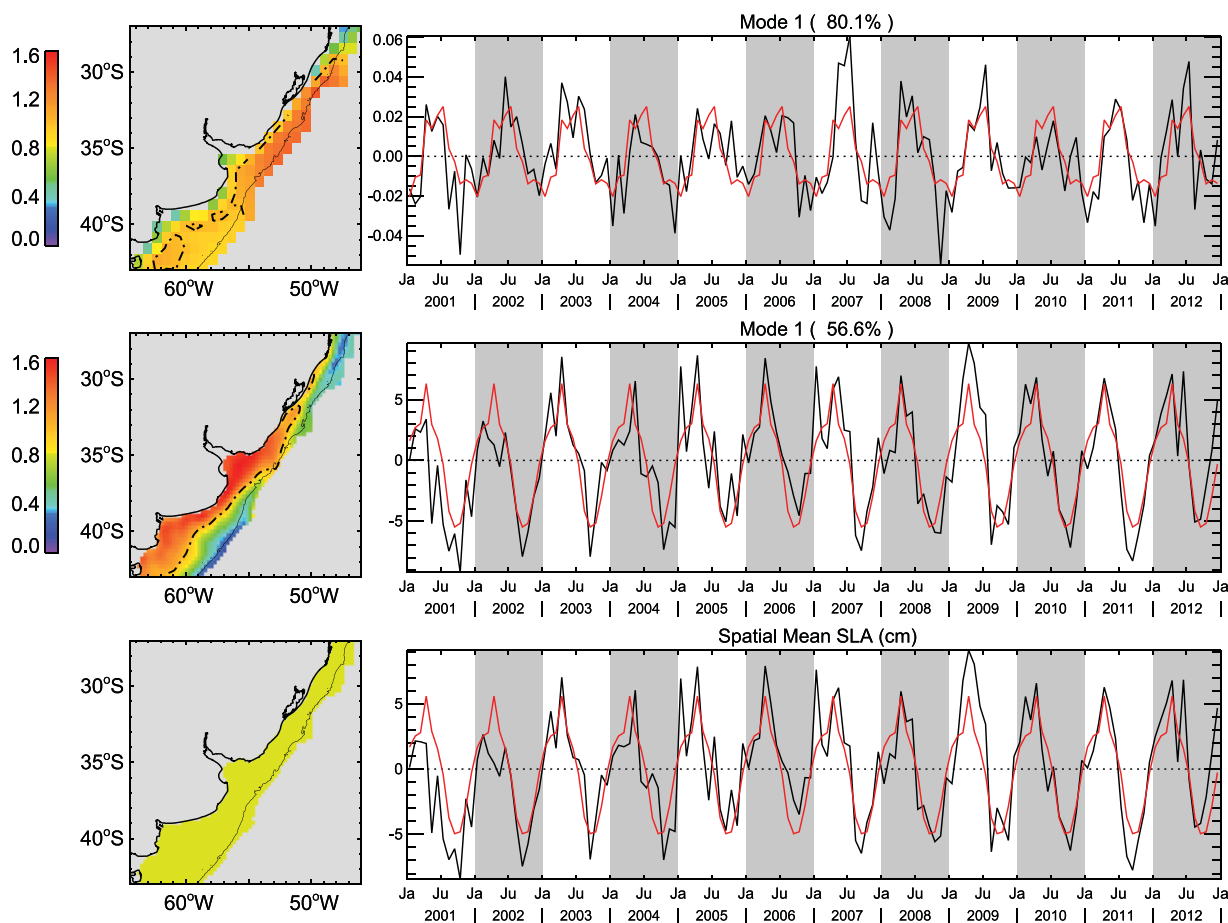 Mode 1 ( 80.1%)
1.6
1.2
0.8
0.4
0.0
30°S
35°S
40°S
60°W 50°W
0.06
0.04
0.02
0.00
-0.02
-0.04
Ja Ju Ja Ju Ja Ju Ja Ju Ja Ju Ja Ju Ja Ju Ja Ju Ja Ju Ja Ju Ja Ju Ja Ju Ja
| 2001 | 2002 | 2003 | 2004 | 2005 | 2006 | 2007 | 2008 | 2009 | 2010 | 2011 | 2012 |
Mode 1 ( 56.6%)
1.6
1.2
0.8
0.4
0.0
30°S
35°S
40°S
60°W 50°W
5
0
-5
Ja Ju Ja Ju Ja Ju Ja Ju Ja Ju Ja Ju Ja Ju Ja Ju Ja Ju Ja Ju Ja Ju Ja Ju Ja
| 2001 | 2002 | 2003 | 2004 | 2005 | 2006 | 2007 | 2008 | 2009 | 2010 | 2011 | 2012 |
Spatial Mean SLA (cm)
30°S
35°S
40°S
60°W 50°W
5
0
-5
Ja Ju Ja Ju Ja Ju Ja Ju Ja Ju Ja Ju Ja Ju Ja Ju Ja Ju Ja Ju Ja Ju Ja Ju Ja
| 2001 | 2002 | 2003 | 2004 | 2005 | 2006 | 2007 | 2008 | 2009 | 2010 | 2011 | 2012 |